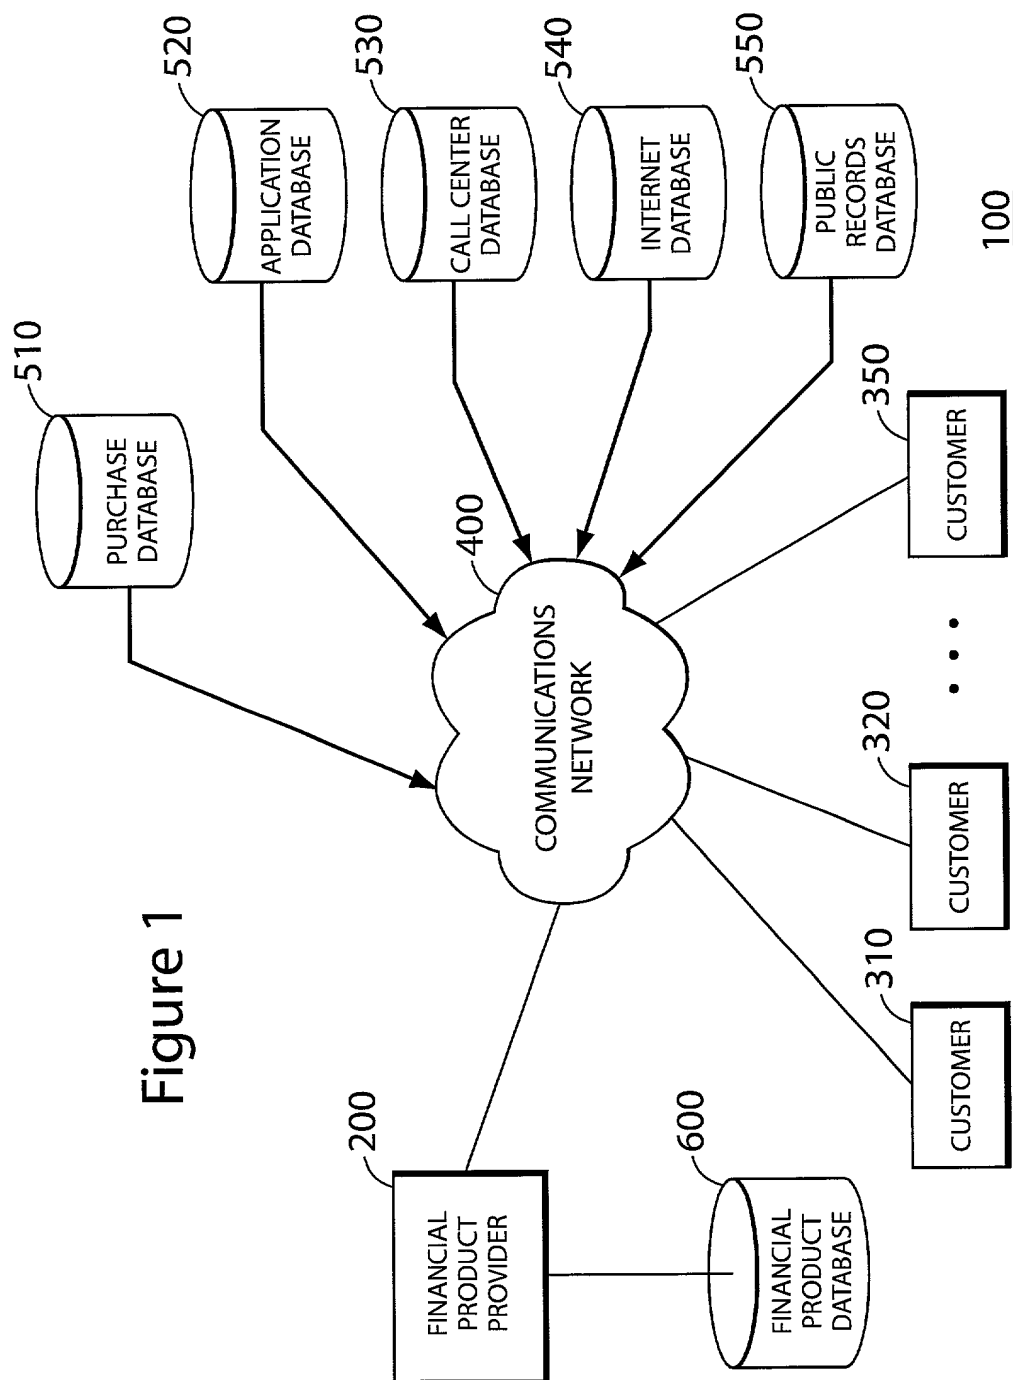 Figure 1
510
PURCHASE
DATABASE
520
APPLICATION
DATABASE
530
CALL CENTER
DATABASE
540
INTERNET
DATABASE
550
PUBLIC
RECORDS
DATABASE
200
FINANCIAL
PRODUCT
PROVIDER
400
COMMUNICATIONS
NETWORK
600
FINANCIAL
PRODUCT
DATABASE
310
CUSTOMER
320
CUSTOMER
• • •
350
CUSTOMER
100